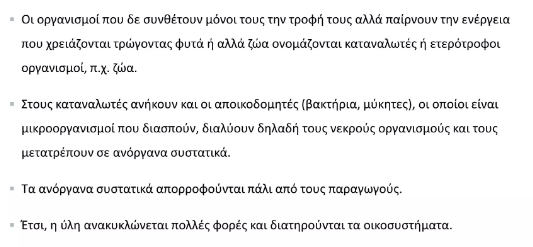 Οι οργανισμοί που δε συνθέτουν μόνοι τους την τροφή τους αλλά παίρνουν την ενέργεια
που χρειάζονται τρώγοντας φυτά ή αλλά ζώα ονομάζονται καταναλωτές ή ετερότροφοι
οργανισμοί, π.χ. ζώα.
Στους καταναλωτές ανήκουν και οι αποικοδομητές (βακτήρια, μύκητες), οι οποίοι είναι
μικροοργανισμοί που διασπούν, διαλύουν δηλαδή τους νεκρούς οργανισμούς και τους
μετατρέπουν σε ανόργανα συστατικά.
Τα ανόργανα συστατικά απορροφούνται πάλι από τους παραγωγούς.
Έτσι, η ύλη ανακυκλώνεται πολλές φορές και διατηρούνται τα οικοσυστήματα.